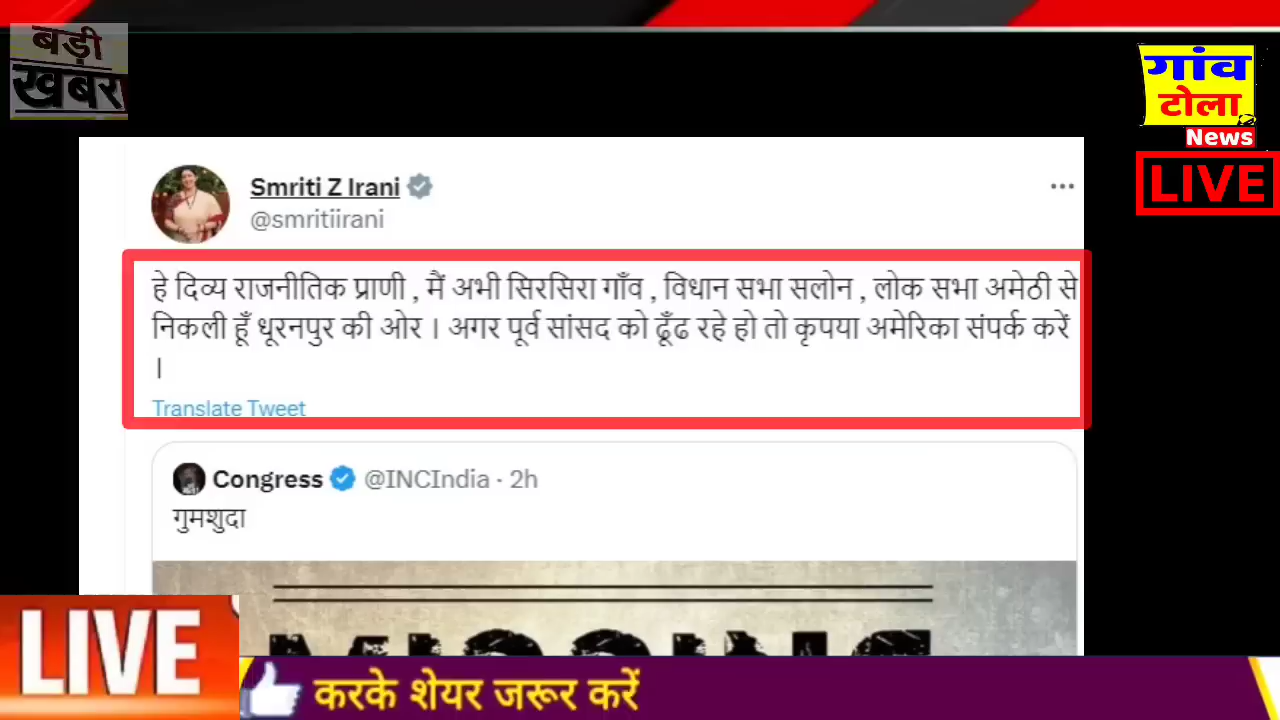 बड़ी
खबर
गांव
टोला
News
LIVE
Smriti Z Irani
@smritiirani
हे दिव्य राजनीतिक प्राणी , मैं अभी सिरसिरा गाँव , विधान सभा सलोन , लोक सभा अमेठी से
निकली हूँ धूरनपुर की ओर । अगर पूर्व सांसद को ढूँढ रहे हो तो कृपया अमेरिका संपर्क करें
।
Translate Tweet
Congress @INCIndia · 2h
गुमशुदा
MISSING
LIVE
करके शेयर जरूर करें